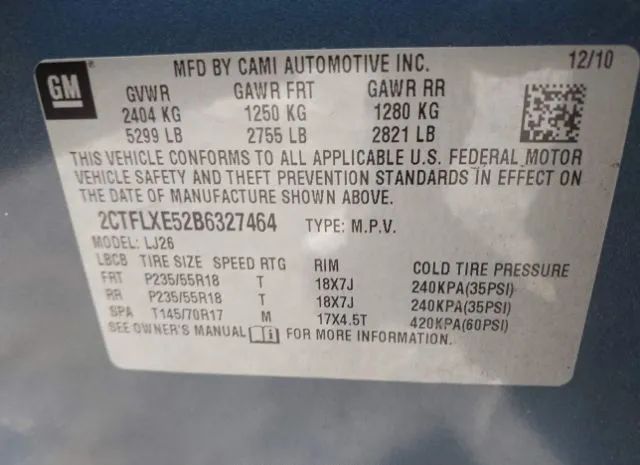 GM ®
MFD BY CAMI AUTOMOTIVE INC. 12/10
GVWR GAWR FRT GAWR RR
2404 KG 1250 KG 1280 KG
5299 LB 2755 LB 2821 LB
THIS VEHICLE CONFORMS TO ALL APPLICABLE U.S. FEDERAL MOTOR
VEHICLE SAFETY AND THEFT PREVENTION STANDARDS IN EFFECT ON
THE DATE OF MANUFACTURE SHOWN ABOVE.
2CTFLXE52B6327464 TYPE: M.P.V.
MODEL: LJ26
LBCB TIRE SIZE SPEED RTG RIM COLD TIRE PRESSURE
FRT P235/55R18 T 18X7J 240KPA(35PSI)
RR P235/55R18 T 18X7J 240KPA(35PSI)
SPA T145/70R17 M 17X4.5T 420KPA(60PSI)
SEE OWNER'S MANUAL FOR MORE INFORMATION.